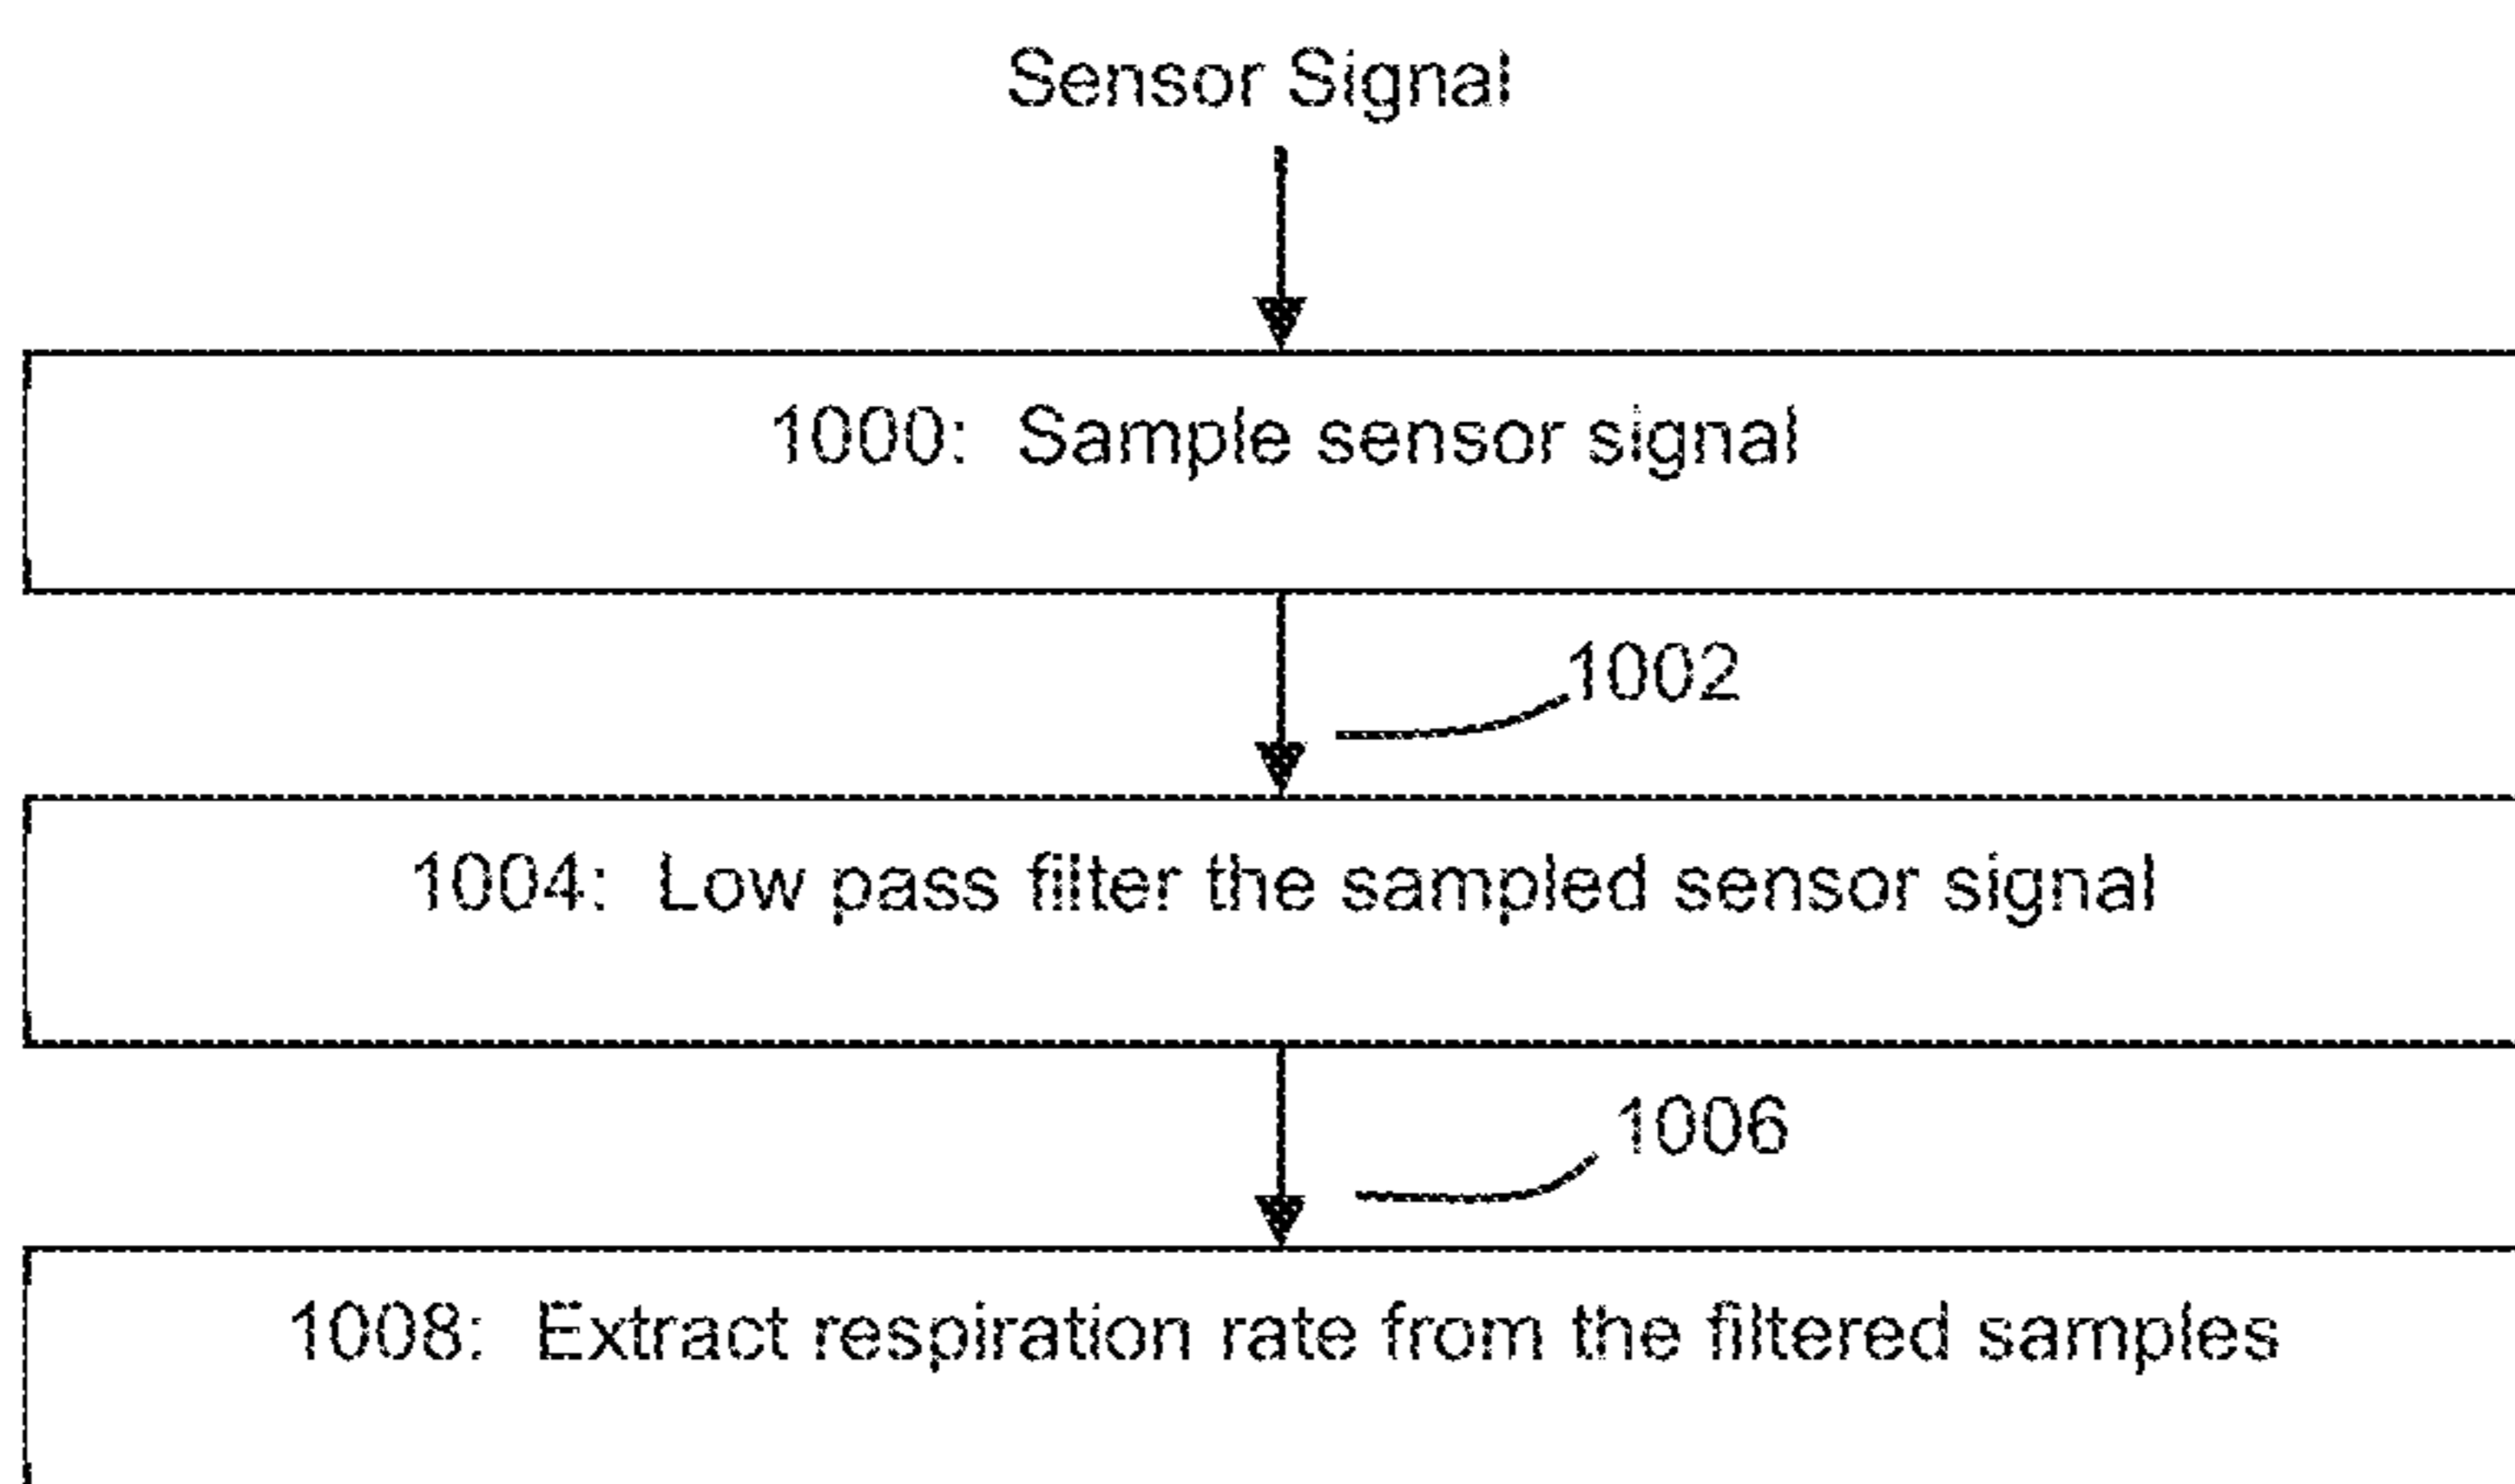 Sensor Signal
1000: Sample sensor signal
1002
1004: Low pass filter the sampled sensor signal
1006
1008: Extract respiration rate from the filtered samples